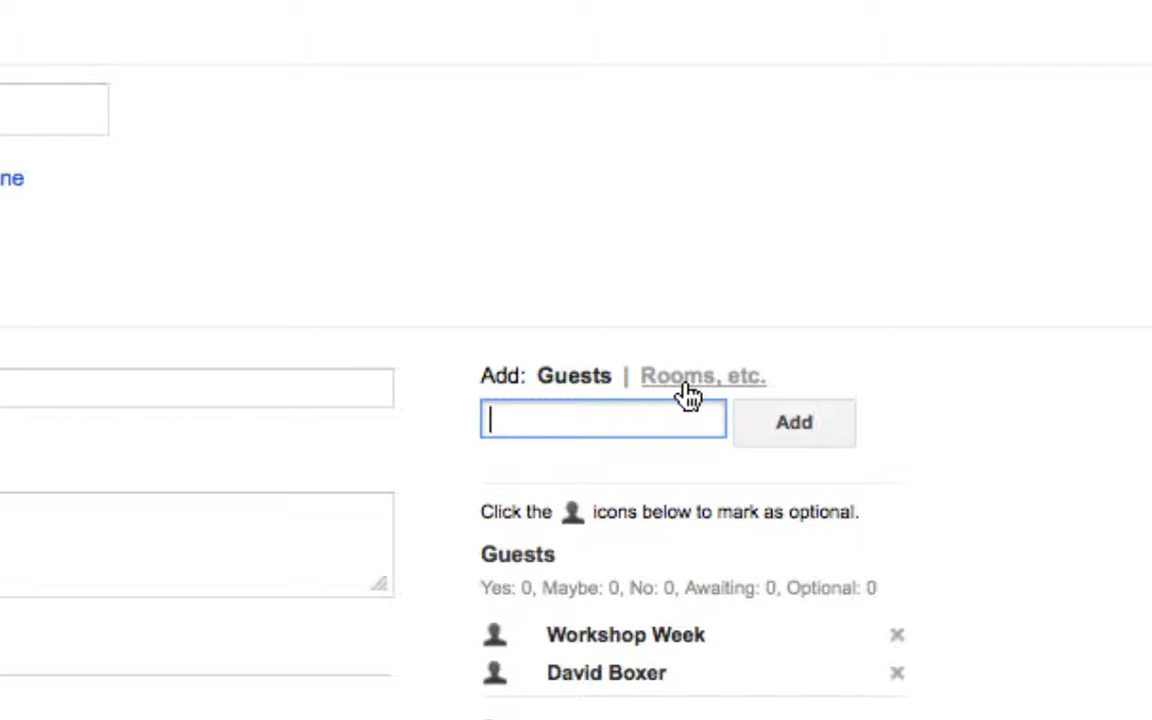 ne
Add: Guests | Rooms, etc.
Add
Click the icons below to mark as optional.
Guests
Yes: 0, Maybe: 0, No: 0, Awaiting: 0, Optional: 0
Workshop Week
David Boxer